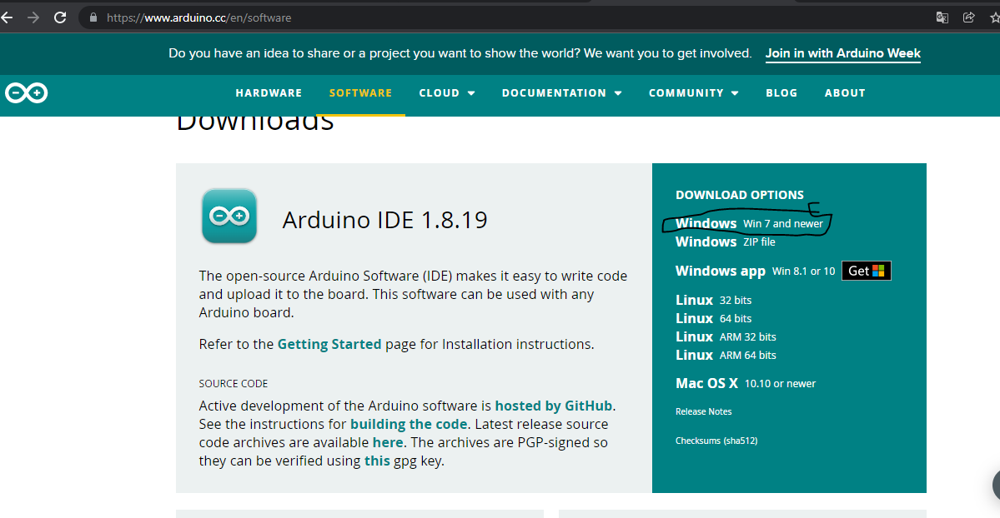 https://www.arduino.cc/en/software
Do you have an idea to share or a project you want to show the world? We want you to get involved. Join in with Arduino Week
HARDWARE SOFTWARE CLOUD DOCUMENTATION COMMUNITY BLOG ABOUT
Downloads
Arduino IDE 1.8.19
The open-source Arduino Software (IDE) makes it easy to write code
and upload it to the board. This software can be used with any
Arduino board.
Refer to the Getting Started page for Installation instructions.
SOURCE CODE
Active development of the Arduino software is hosted by GitHub.
See the instructions for building the code. Latest release source
code archives are available here. The archives are PGP-signed so
they can be verified using this gpg key.
DOWNLOAD OPTIONS
Windows Win 7 and newer
Windows ZIP file
Windows app Win 8.1 or 10 Get
Linux 32 bits
Linux 64 bits
Linux ARM 32 bits
Linux ARM 64 bits
Mac OS X 10.10 or newer
Release Notes
Checksums (sha512)